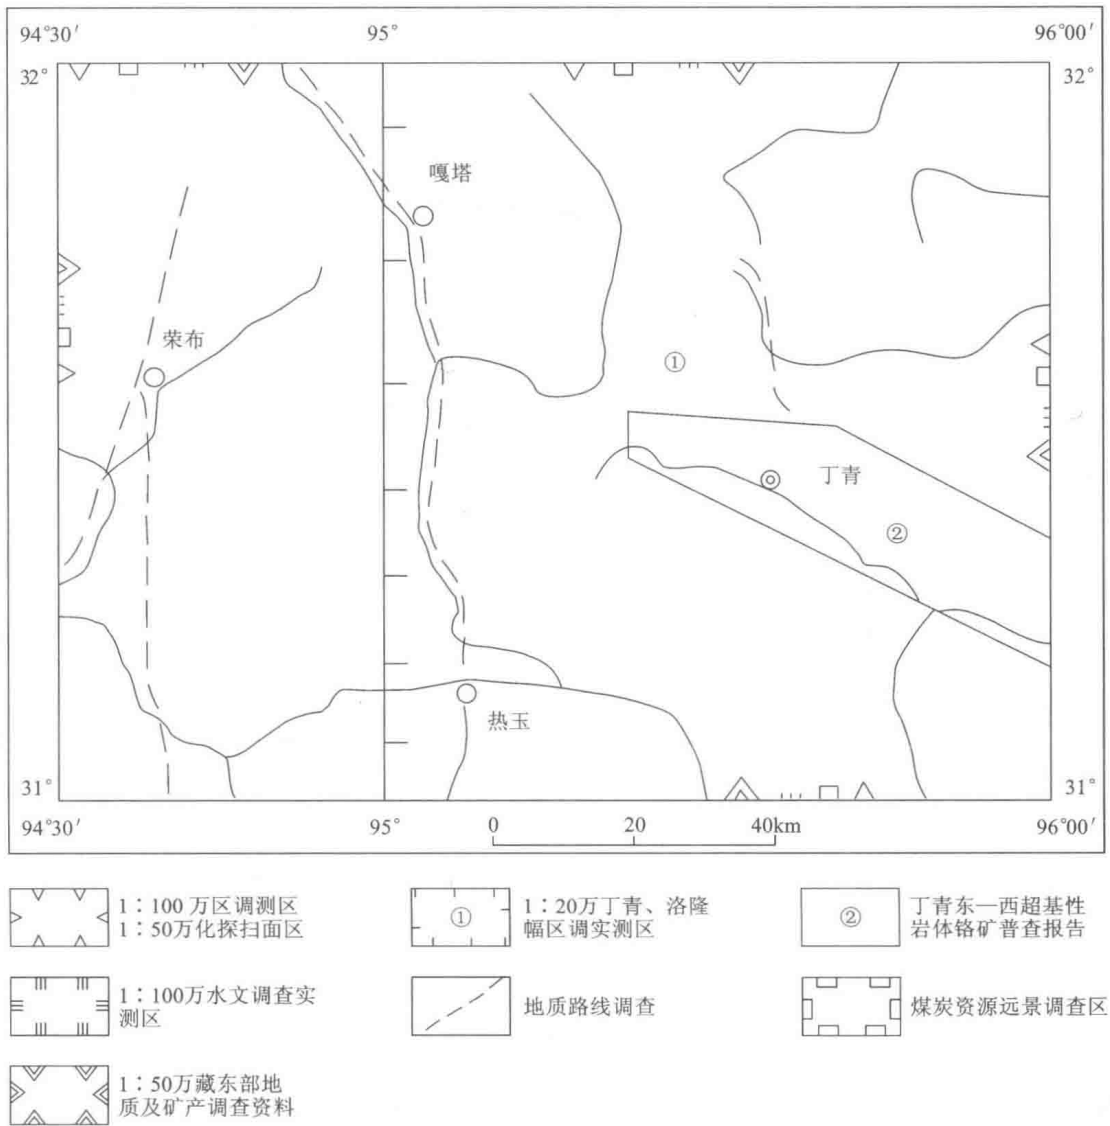 94°30′ 95° 96°00′
32° 32°
嘎塔
荣布
①
丁青
②
热玉
31° 31°
94°30′ 95° 0 20 40km 96°00′
1∶100万区调测区
1∶50万化探扫面区
①
1∶20万丁青、洛隆
幅区调实测区
②
丁青东—西超基性
岩体铬矿普查报告
1∶100万水文调查实
测区
地质路线调查
煤炭资源远景调查区
1∶50万藏东部地
质及矿产调查资料